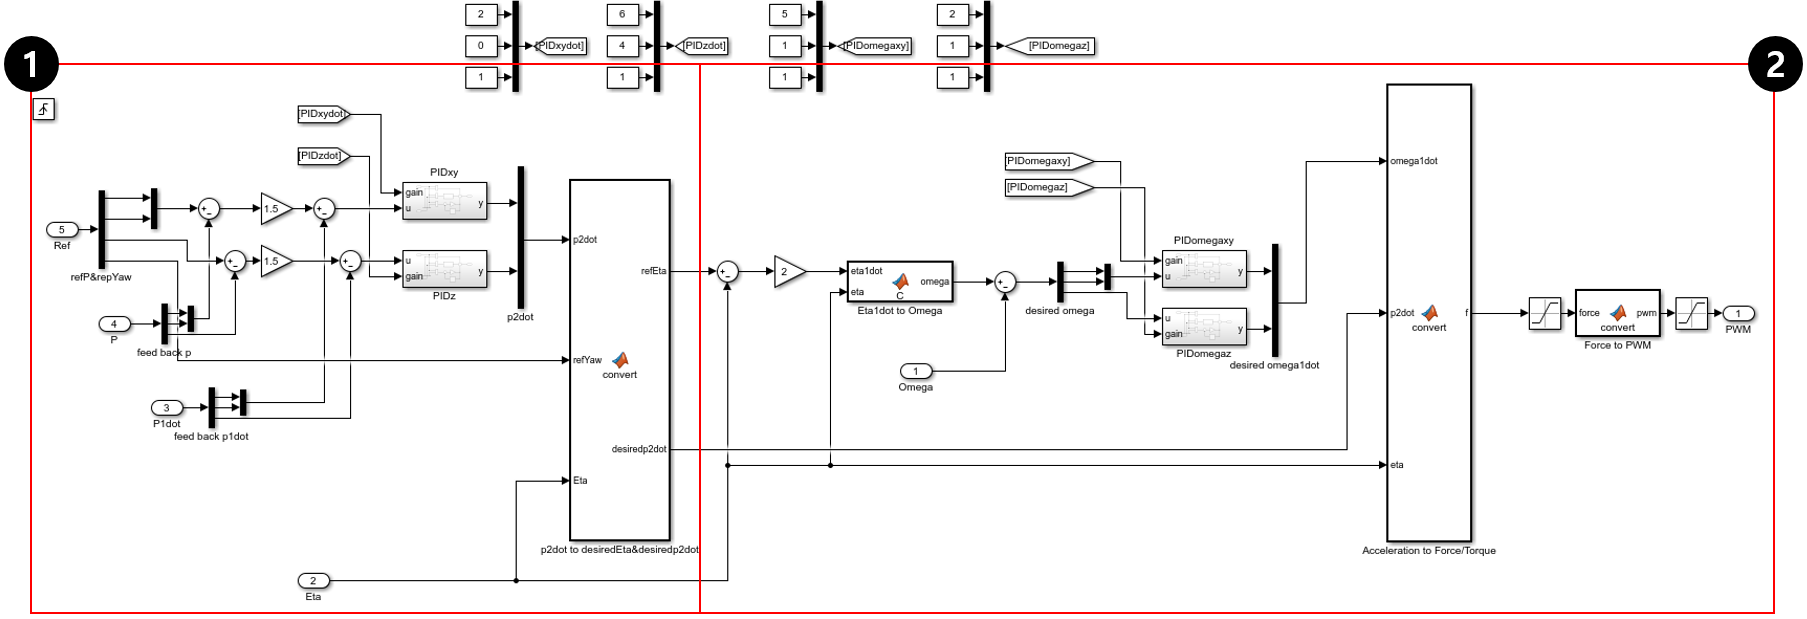 2
0
1
[PIDxydot]
6
4
1
[PIDzdot]
5
1
1
[PIDomegaxy]
2
1
1
[PIDomegaz]
1
2
[PIDxydot]
[PIDzdot]
PIDxy
gain
u
y
5
Ref
refP&repYaw
+
-
1.5
+
-
+
-
1.5
+
-
u
gain
y
PIDz
p2dot
4
P
feed back p
3
P1dot
feed back p1dot
p2dot
refYaw
Eta
refEta
desiredp2dot
convert
p2dot to desiredEta&desiredp2dot
2
Eta
+
-
2
eta1dot
eta
omega
C
Eta1dot to Omega
+
-
1
Omega
desired omega
[PIDomegaxy]
[PIDomegaz]
PIDomegaxy
gain
u
y
u
gain
y
PIDomegaz
desired omega1dot
omega1dot
p2dot
eta
f
convert
Acceleration to Force/Torque
force
pwm
convert
Force to PWM
1
PWM